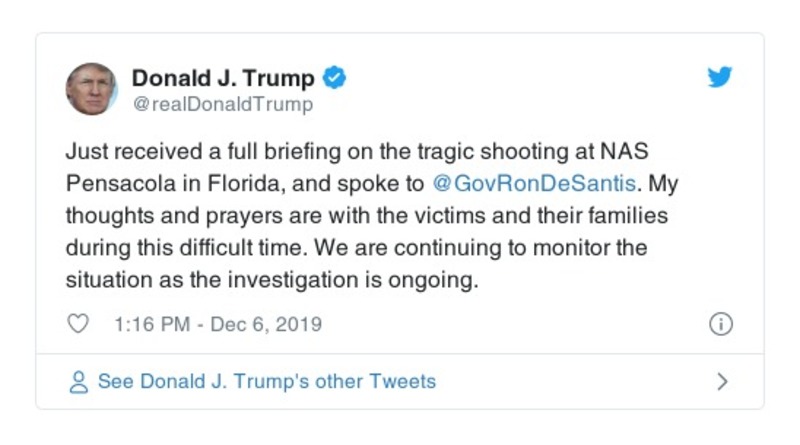 Donald J. Trump
@realDonaldTrump
Just received a full briefing on the tragic shooting at NAS
Pensacola in Florida, and spoke to @GovRonDeSantis. My
thoughts and prayers are with the victims and their families
during this difficult time. We are continuing to monitor the
situation as the investigation is ongoing.
1:16 PM - Dec 6, 2019
See Donald J. Trump's other Tweets